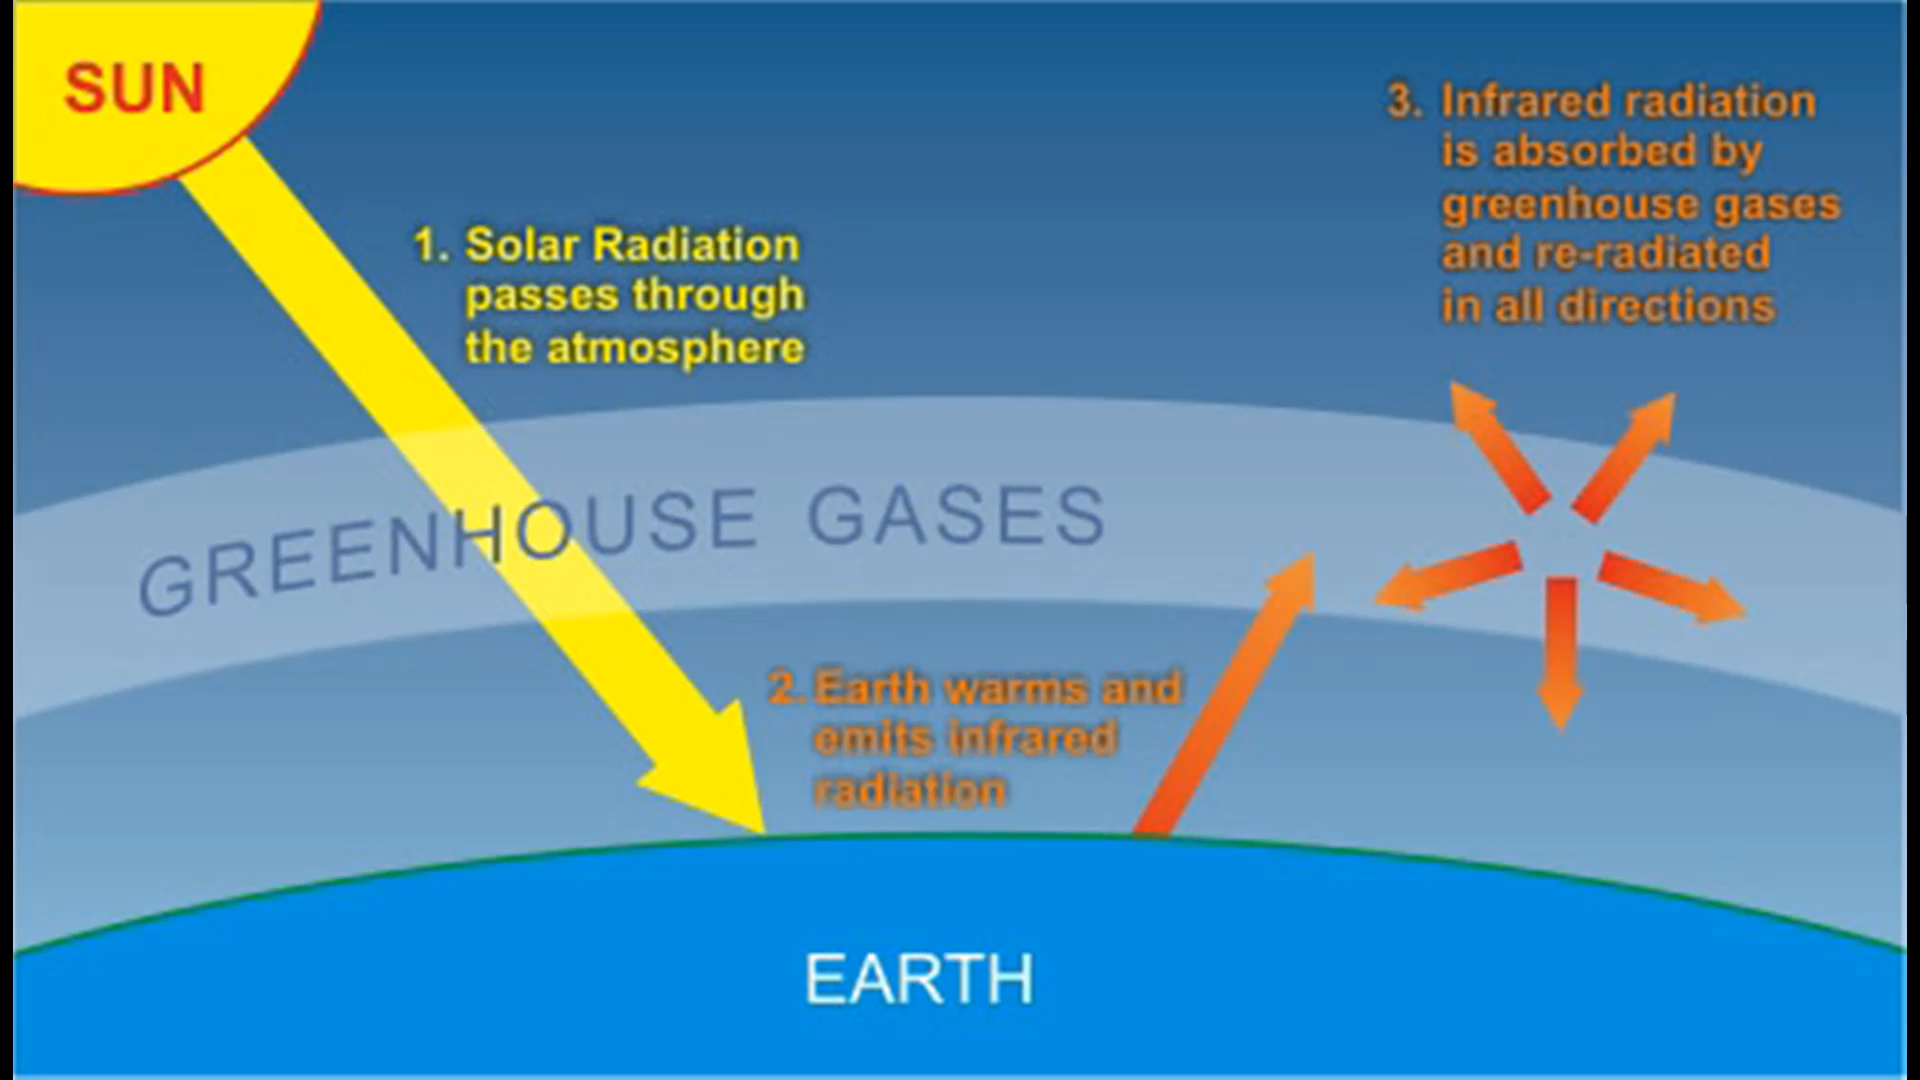 SUN
1. Solar Radiation
passes through
the atmosphere
3. Infrared radiation
is absorbed by
greenhouse gases
and re-radiated
in all directions
GREENHOUSE GASES
2. Earth warms and
emits infrared
radiation
EARTH